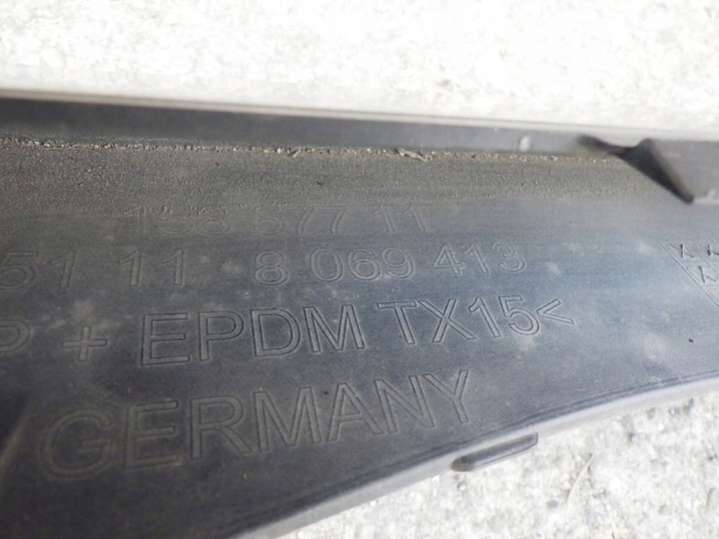 51 11 8 069 413
P + EPDM TX15<
GERMANY